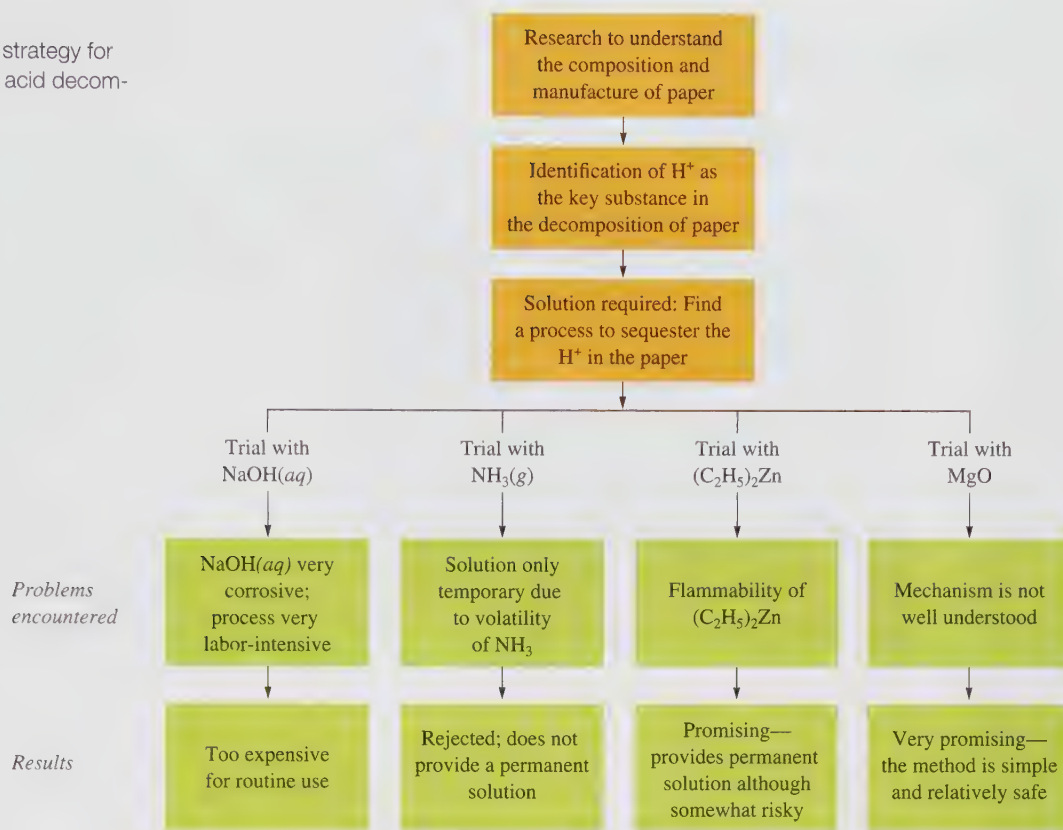 strategy for
acid decom-
Research to understand
the composition and
manufacture of paper
Identification of H⁺ as
the key substance in
the decomposition of paper
Solution required: Find
a process to sequester the
H⁺ in the paper
Trial with
NaOH(aq)
Trial with
NH₃(g)
Trial with
(C₂H₅)₂Zn
Trial with
MgO
Problems
encountered
NaOH(aq) very
corrosive;
process very
labor-intensive
Solution only
temporary due
to volatility
of NH₃
Flammability of
(C₂H₅)₂Zn
Mechanism is not
well understood
Results
Too expensive
for routine use
Rejected; does not
provide a permanent
solution
Promising—
provides permanent
solution although
somewhat risky
Very promising—
the method is simple
and relatively safe